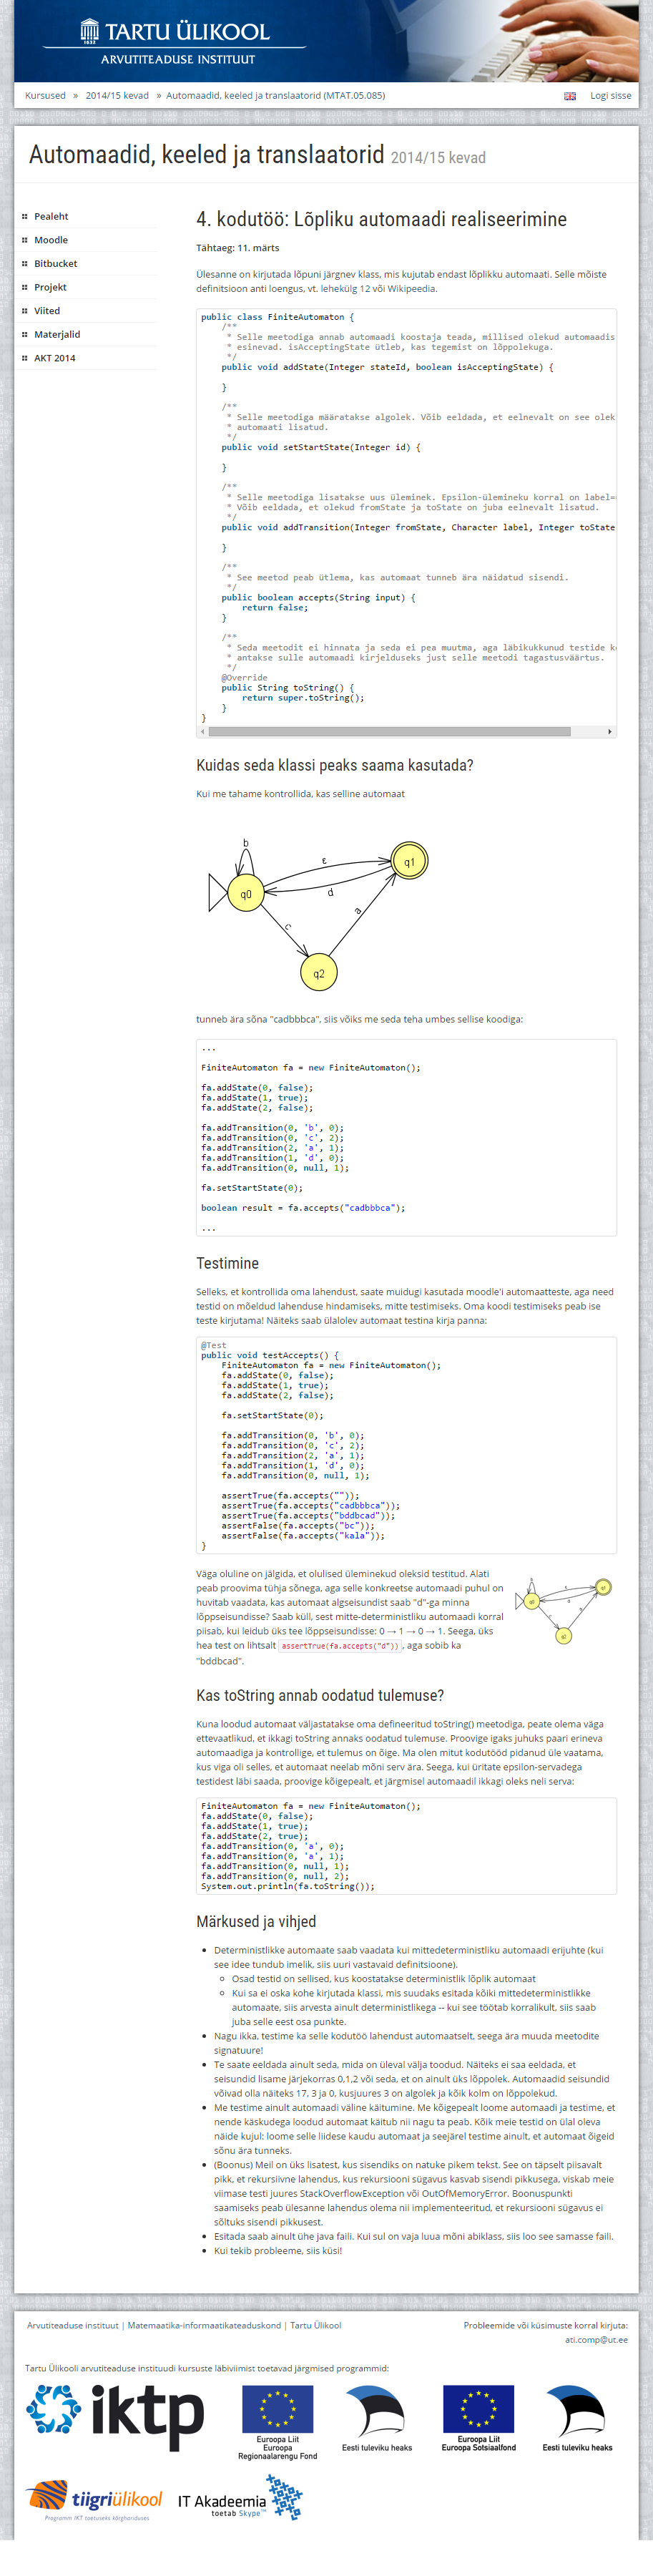 TARTU ÜLIKOOL
1632
ARVUTITEADUSE INSTITUUT
Kursused » 2014/15 kevad » Automaadid, keeled ja translaatorid (MTAT.05.085) Logi sisse
Automaadid, keeled ja translaatorid 2014/15 kevad
Pealeht
Moodle
Bitbucket
Projekt
Viited
Materjalid
AKT 2014
4. kodutöö: Lõpliku automaadi realiseerimine
Tähtaeg: 11. märts
Ülesanne on kirjutada lõpuni järgnev klass, mis kujutab endast lõplikku automaati. Selle mõiste
definitsioon anti loengus, vt. lehekülg 12 või Wikipeedia.
public class FiniteAutomaton {
/**
* Selle meetodiga annab automaadi koostaja teada, millised olekud automaadis
* esinevad. isAcceptingState ütleb, kas tegemist on lõppolekuga.
*/
public void addState(Integer stateId, boolean isAcceptingState) {
}
/**
* Selle meetodiga määratakse algolek. Võib eeldada, et eelnevalt on see olek
* automaati lisatud.
*/
public void setStartState(Integer id) {
}
/**
* Selle meetodiga lisatakse uus üleminek. Epsilon-ülemineku korral on label=
* Võib eeldada, et olekud fromState ja toState on juba eelnevalt lisatud.
*/
public void addTransition(Integer fromState, Character label, Integer toState
}
/**
* See meetod peab ütlema, kas automaat tunneb ära näidatud sisendi.
*/
public boolean accepts(String input) {
return false;
}
/**
* Seda meetodit ei hinnata ja seda ei pea muutma, aga läbikukkunud testide
* antakse sulle automaadi kirjelduseks just selle meetodi tagastusväärtus.
*/
@Override
public String toString() {
return super.toString();
}
}
Kuidas seda klassi peaks saama kasutada?
Kui me tahame kontrollida, kas selline automaat
b
ε
q1
q0
d
c
a
q2
tunneb ära sõna "cadbbbca", siis võiks me seda teha umbes sellise koodiga:
...
FiniteAutomaton fa = new FiniteAutomaton();
fa.addState(0, false);
fa.addState(1, true);
fa.addState(2, false);
fa.addTransition(0, 'b', 0);
fa.addTransition(0, 'c', 2);
fa.addTransition(2, 'a', 1);
fa.addTransition(1, 'd', 0);
fa.addTransition(0, null, 1);
fa.setStartState(0);
boolean result = fa.accepts("cadbbbca");
...
Testimine
Selleks, et kontrollida oma lahendust, saate muidugi kasutada moodle'i automaatteste, aga need
testid on mõeldud lahenduse hindamiseks, mitte testimiseks. Oma koodi testimiseks peab ise
teste kirjutama! Näiteks saab ülalolev automaat testina kirja panna:
@Test
public void testAccepts() {
FiniteAutomaton fa = new FiniteAutomaton();
fa.addState(0, false);
fa.addState(1, true);
fa.addState(2, false);
fa.setStartState(0);
fa.addTransition(0, 'b', 0);
fa.addTransition(0, 'c', 2);
fa.addTransition(2, 'a', 1);
fa.addTransition(1, 'd', 0);
fa.addTransition(0, null, 1);
assertTrue(fa.accepts(""));
assertTrue(fa.accepts("cadbbbca"));
assertTrue(fa.accepts("bddbcad"));
assertFalse(fa.accepts("bc"));
assertFalse(fa.accepts("kala"));
}
Väga oluline on jälgida, et olulised üleminekud oleksid testitud. Alati
peab proovima tühja sõnega, aga selle konkreetse automaadi puhul on
huvitab vaadata, kas automaat algseisundist saab "d"-ga minna
lõppseisundisse? Saab küll, sest mitte-deterministliku automaadi korral
piisab, kui leidub üks tee lõppseisundisse: 0 → 1 → 0 → 1. Seega, üks
hea test on lihtsalt assertTrue(fa.accepts("d")), aga sobib ka
"bddbcad".
Kas toString annab oodatud tulemuse?
Kuna loodud automaat väljastatakse oma defineeritud toString() meetodiga, peate olema väga
ettevaatlikud, et ikkagi toString annaks oodatud tulemuse. Proovige igaks juhuks paari erineva
automaadiga ja kontrollige, et tulemus on õige. Ma olen mitut kodutööd pidanud üle vaatama,
kus viga oli selles, et automaat neelab mõni serv ära. Seega, kui üritate epsilon-servadega
testidest läbi saada, proovige kõigepealt, et järgmisel automaadil ikkagi oleks neli serva:
FiniteAutomaton fa = new FiniteAutomaton();
fa.addState(0, false);
fa.addState(1, true);
fa.addState(2, true);
fa.addTransition(0, 'a', 0);
fa.addTransition(0, 'a', 1);
fa.addTransition(0, null, 1);
fa.addTransition(0, null, 2);
System.out.println(fa.toString());
Märkused ja vihjed
Deterministlikke automaate saab vaadata kui mittedeterministliku automaadi erijuhte (kui
see idee tundub imelik, siis uuri vastavaid definitsioone).
Osad testid on sellised, kus koostatakse deterministlik lõplik automaat
Kui sa ei oska kohe kirjutada klassi, mis suudaks esitada kõiki mittedeterministlikke
automaate, siis arvesta ainult deterministlikega -- kui see töötab korralikult, siis saab
juba selle eest osa punkte.
Nagu ikka, testime ka selle kodutöö lahendust automaatselt, seega ära muuda meetodite
signatuure!
Te saate eeldada ainult seda, mida on üleval välja toodud. Näiteks ei saa eeldada, et
seisundid lisame järjekorras 0,1,2 või seda, et on ainult üks lõppolek. Automaadid seisundid
võivad olla näiteks 17, 3 ja 0, kusjuures 3 on algolek ja kõik kolm on lõppolekud.
Me testime ainult automaadi väline käitumine. Me kõigepealt loome automaadi ja testime, et
nende käskudega loodud automaat käitub nii nagu ta peab. Kõik meie testid on ülal oleva
näide kujul: loome selle liidese kaudu automaat ja seejärel testime ainult, et automaat õigeid
sõnu ära tunneks.
(Boonus) Meil on üks lisatest, kus sisendiks on natuke pikem tekst. See on täpselt piisavalt
pikk, et rekursiivne lahendus, kus rekursiooni sügavus kasvab sisendi pikkusega, viskab meie
viimase testi juures StackOverflowException või OutOfMemoryError. Boonuspunkti
saamiseks peab ülesanne lahendus olema nii implementeeritud, et rekursiooni sügavus ei
sõltuks sisendi pikkusest.
Esitada saab ainult ühe java faili. Kui sul on vaja luua mõni abiklass, siis loo see samasse faili.
Kui tekib probleeme, siis küsi!
Arvutiteaduse instituut | Matemaatika-informaatikateaduskond | Tartu Ülikool
Probleemide või küsimuste korral kirjuta:
ati.comp@ut.ee
Tartu Ülikooli arvutiteaduse instituudi kursuste läbiviimist toetavad järgmised programmid:
iktp
Euroopa Liit
Euroopa
Regionaalarengu Fond
Eesti tuleviku heaks
Euroopa Liit
Euroopa Sotsiaalfond
Eesti tuleviku heaks
tiigriülikool
Programm IKT toetuseks kõrghariduses
IT Akadeemia
toetab Skype™